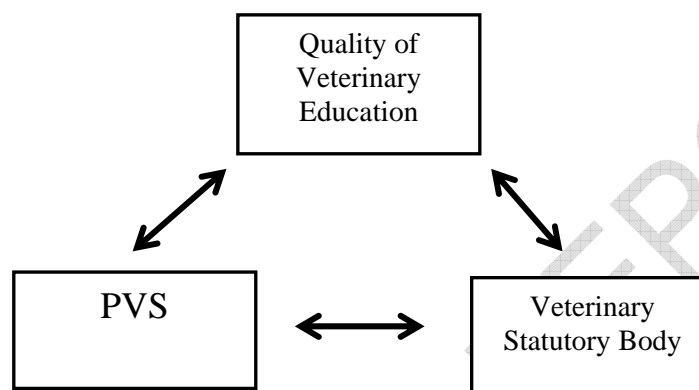 Quality of
Veterinary
Education
PVS
Veterinary
Statutory Body